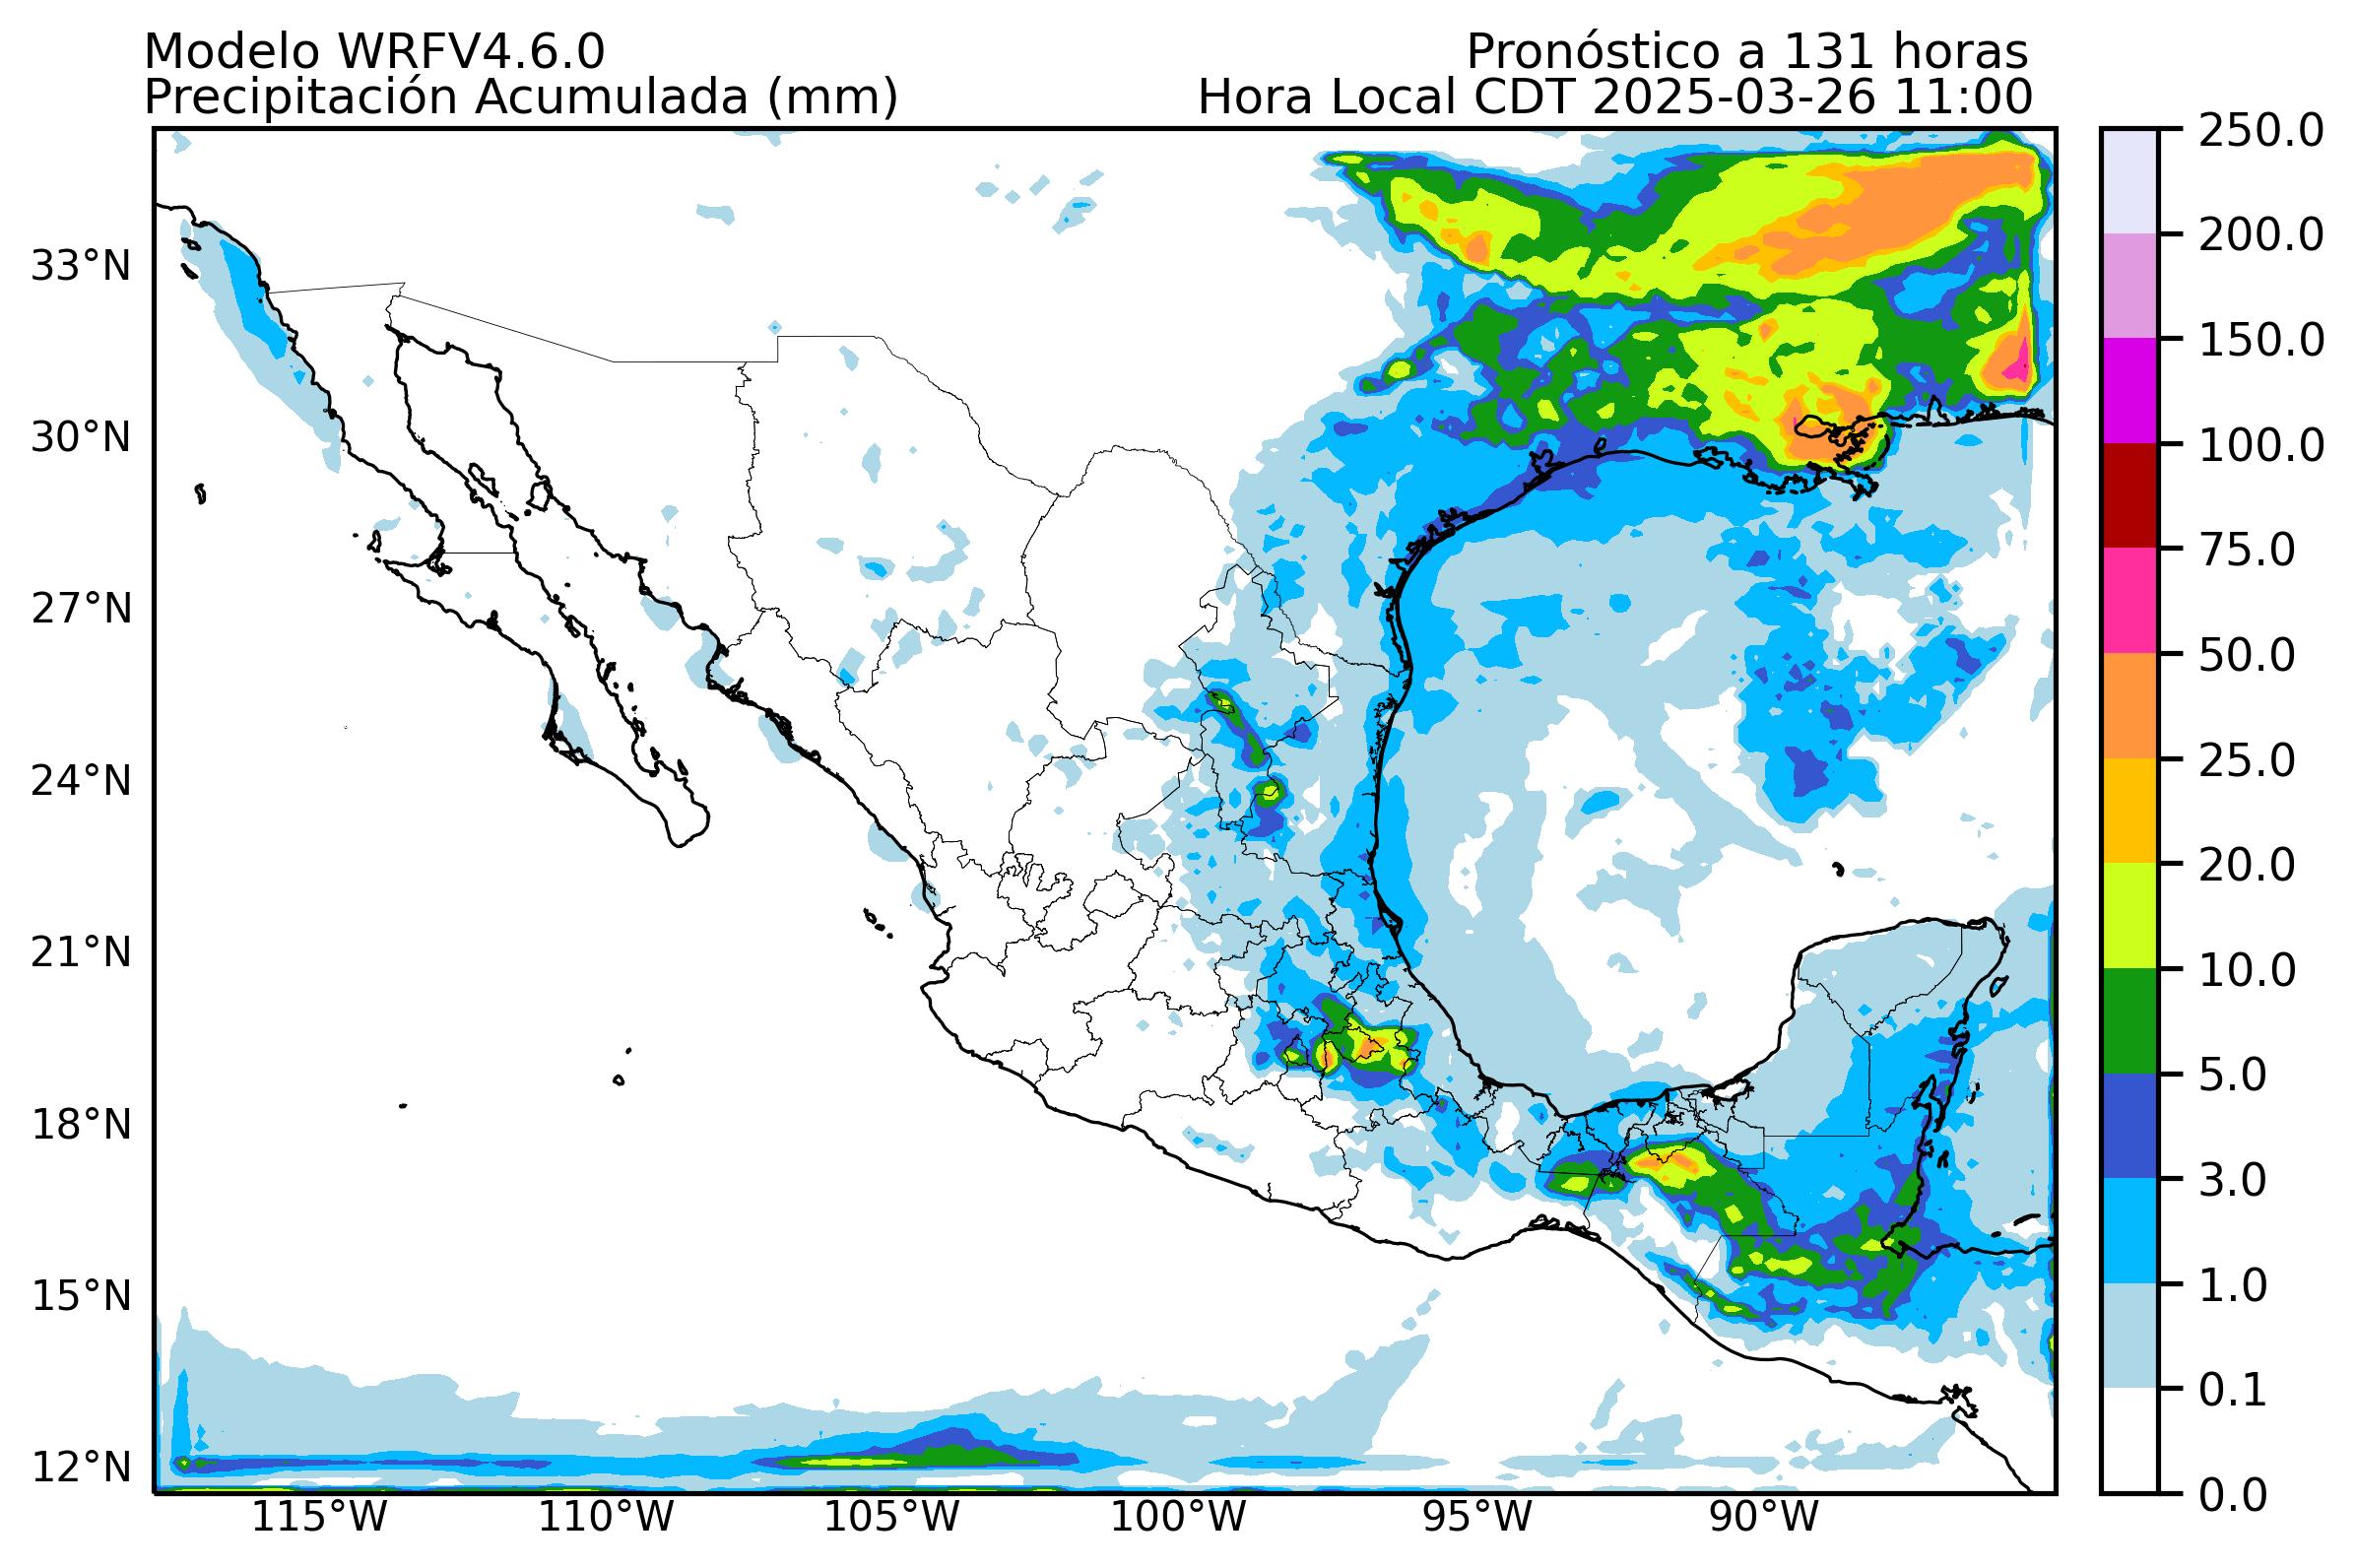 Modelo WRFV4.6.0
Pronóstico a 131 horas
Precipitación Acumulada (mm)
Hora Local CDT 2025-03-26 11:00
33°N
30°N
27°N
24°N
21°N
18°N
15°N
12°N
115°W
110°W
105°W
100°W
95°W
90°W
250.0
200.0
150.0
100.0
75.0
50.0
25.0
20.0
10.0
5.0
3.0
1.0
0.1
0.0